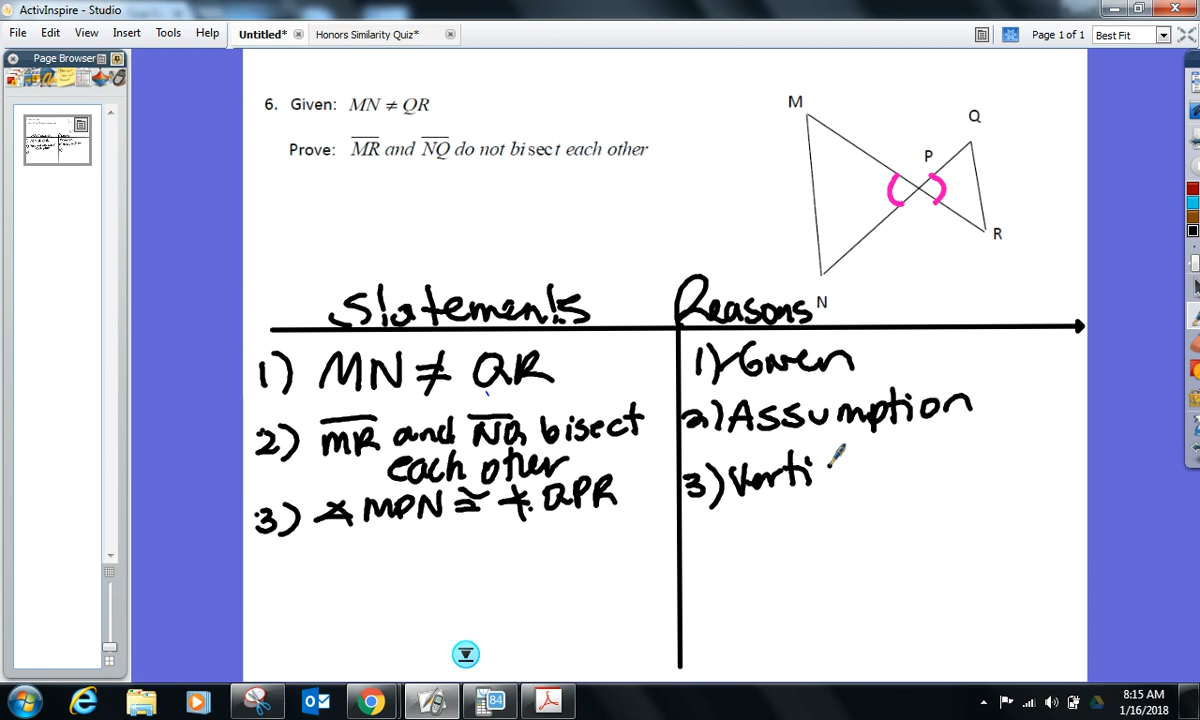 ActivInspire - Studio
File Edit View Insert Tools Help
Untitled* Honors Similarity Quiz* Page 1 of 1 Best Fit
Page Browser
6. Given: MN ≠ QR
Prove: MR and NQ do not bisect each other
M
Q
P
R
N
Statements Reasons
1) MN ≠ QR 1) Given
2) MR and NQ bisect 2) Assumption
each other
3) ∡ MPN ≅ ∡ QPR 3) Verti
84
8:15 AM
1/16/2018